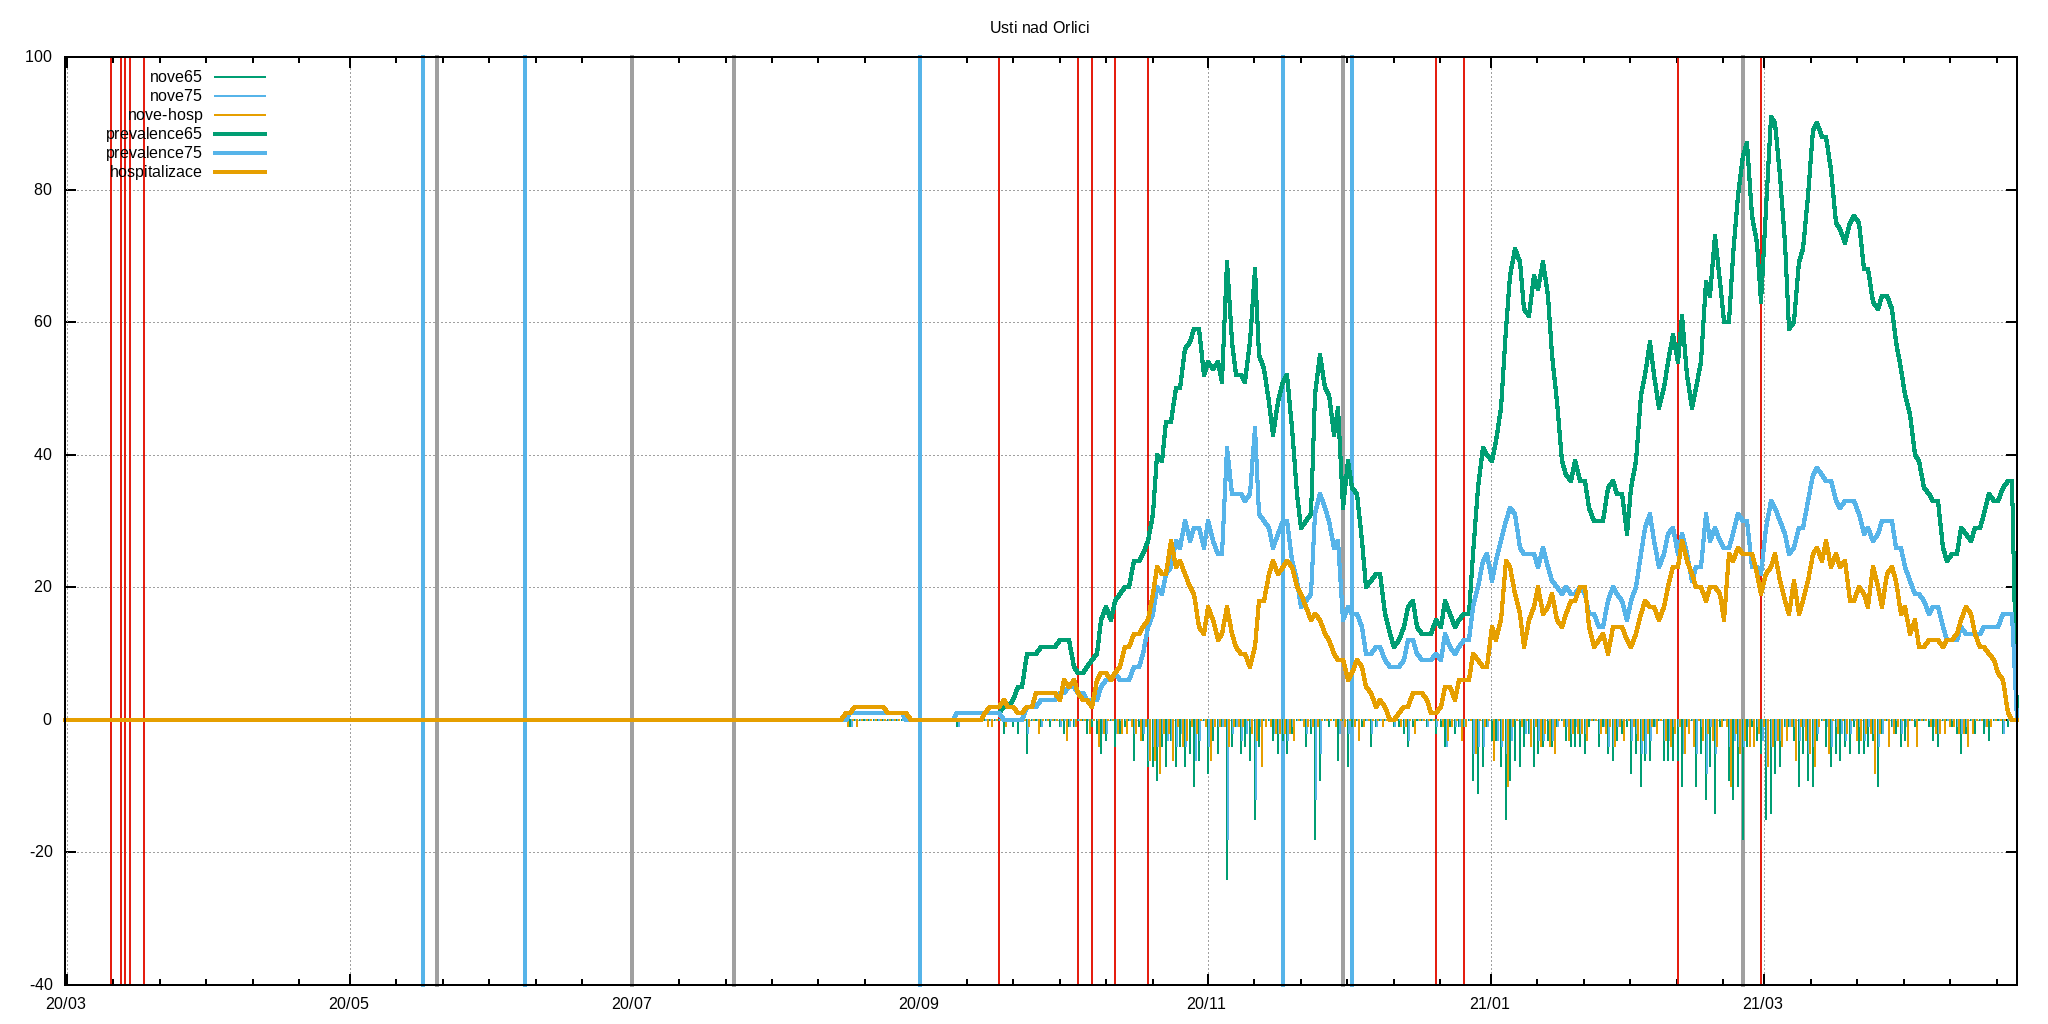 Usti nad Orlici
100
nove65
nove75
nove-hosp
prevalence65
prevalence75
hospitalizace
80
60
40
20
0
-20
-40
20/03 20/05 20/07 20/09 20/11 21/01 21/03